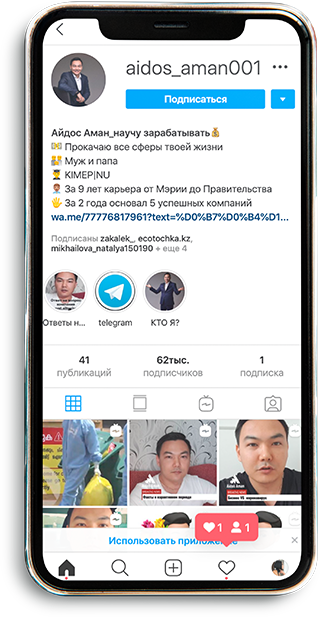 aidos_aman001
Подписаться
Айдос Аман_научу зарабатывать💰
Прокачаю все сферы твоей жизни
Муж и папа
KIMEP|NU
За 9 лет карьера от Мэрии до Правительства
За 2 года основал 5 успешных компаний
wa.me/77776817961?text=%D0%B7%D0%B4%D1...
Подписаны zakalek_, ecotochka.kz,
mikhailova_natalya150190 + еще 4
Ответы н... telegram КТО Я?
41 62тыс. 1
публикаций подписчиков подписка
Aidos Aman
1 1
Использовать приложение